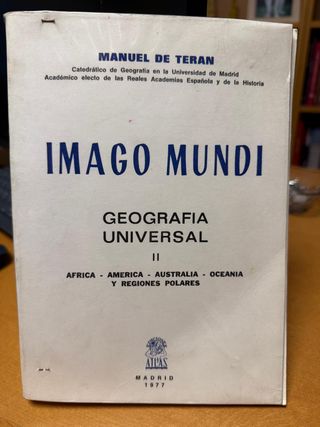 MANUEL DE TERAN
Catedrático de Geografía en la Universidad de Madrid
Académico electo de las Reales Academias Española y de la Historia
IMAGO MUNDI
GEOGRAFIA
UNIVERSAL
II
AFRICA - AMERICA - AUSTRALIA - OCEANIA
Y REGIONES POLARES
ATLAS
MADRID
1977